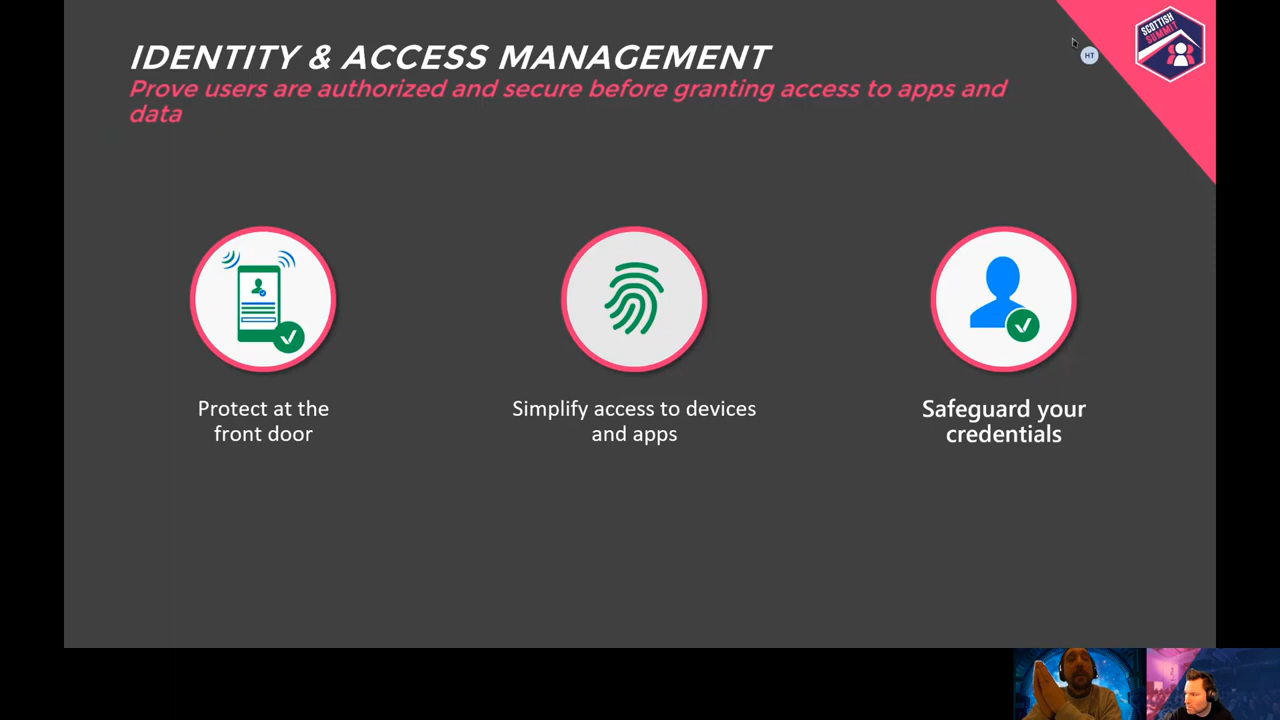 IDENTITY & ACCESS MANAGEMENT
Prove users are authorized and secure before granting access to apps and
data
HT
SCOTTISH
SUMMIT
Protect at the
front door
Simplify access to devices
and apps
Safeguard your
credentials